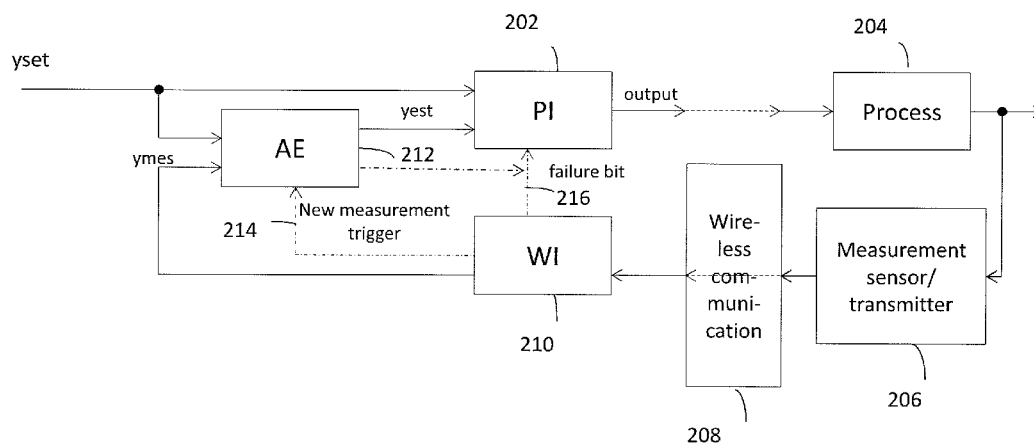 202
204
yset
yest
PI
output
Process
AE
212
ymes
failure bit
216
New measurement
trigger
214
WI
Wire-
less
com-
muni-
cation
Measurement
sensor/
transmitter
210
206
208